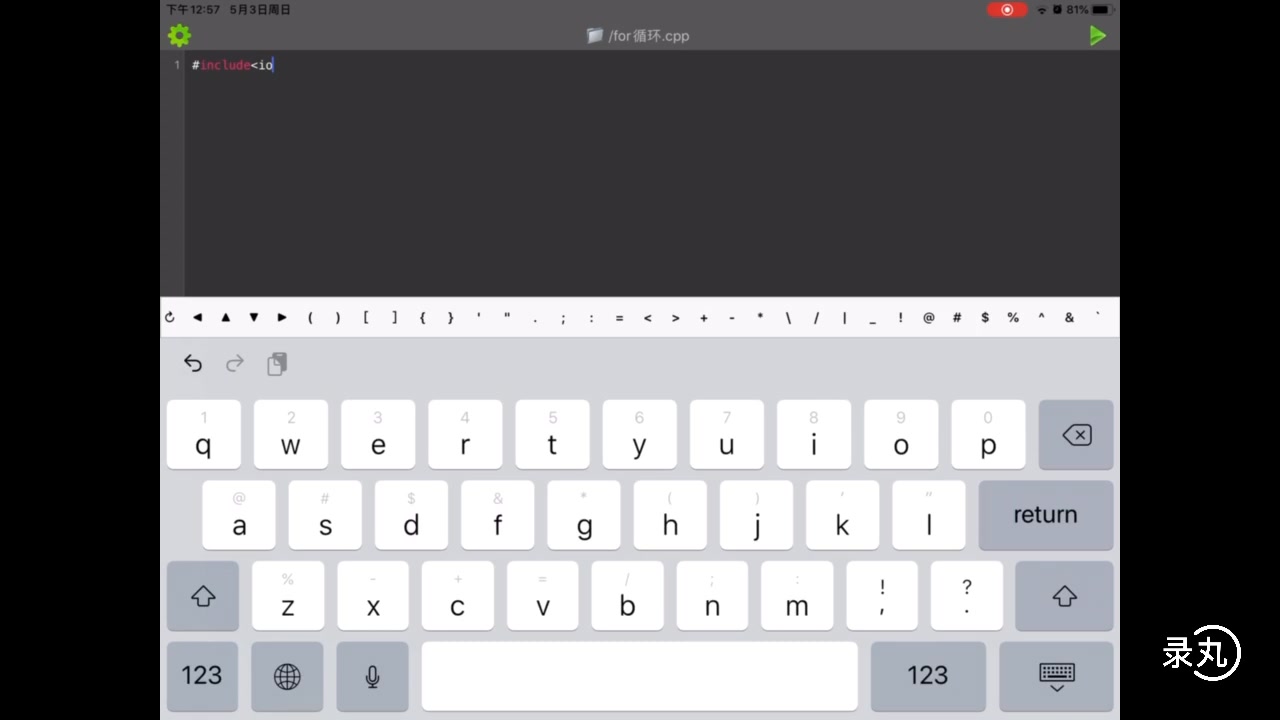 下午12:57 5月3日周日
81%
/for循环.cpp
1 #include<io
( ) [ ] { } ' " . ; : = < > + - * \ / | _ ! @ # $ % ^ & `
1 2 3 4 5 6 7 8 9 0
q w e r t y u i o p
@ # $ & * ( ) ' "
a s d f g h j k l return
% - + = / ; : ! ?
z x c v b n m , .
123 123
录丸